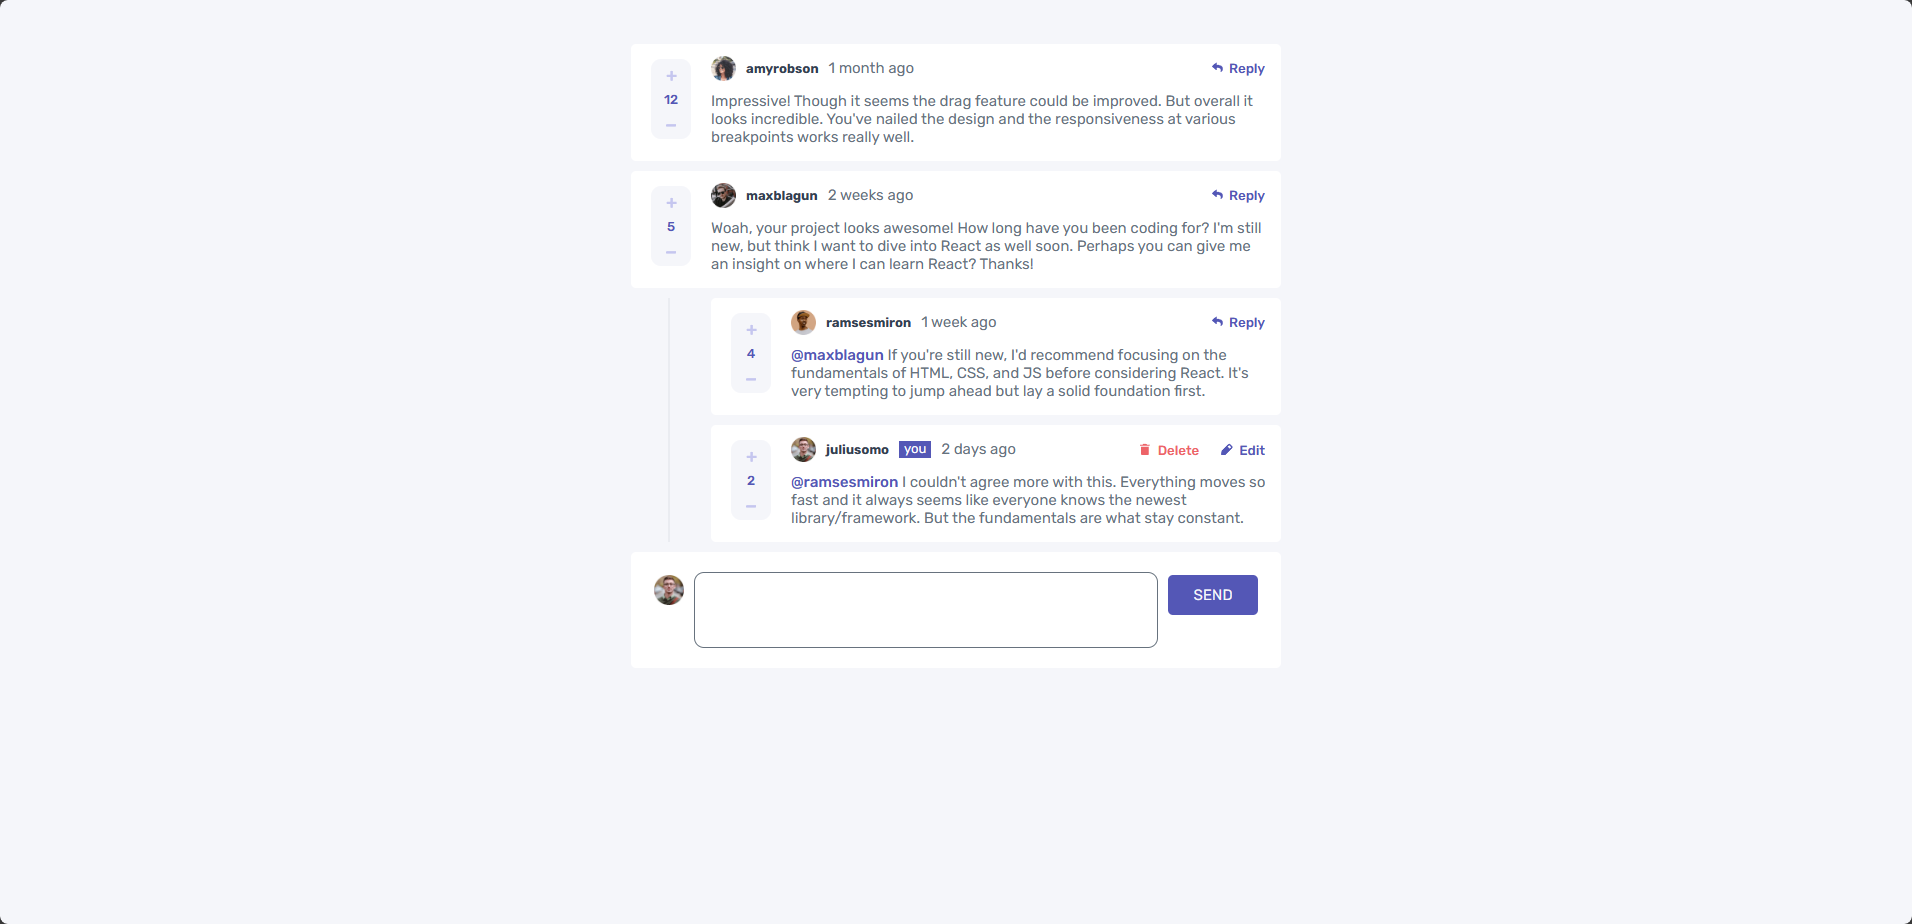 amyrobson 1 month ago Reply
+
12
−
Impressive! Though it seems the drag feature could be improved. But overall it
looks incredible. You've nailed the design and the responsiveness at various
breakpoints works really well.
maxblagun 2 weeks ago Reply
+
5
−
Woah, your project looks awesome! How long have you been coding for? I'm still
new, but think I want to dive into React as well soon. Perhaps you can give me
an insight on where I can learn React? Thanks!
ramsesmiron 1 week ago Reply
+
4
−
@maxblagun If you're still new, I'd recommend focusing on the
fundamentals of HTML, CSS, and JS before considering React. It's
very tempting to jump ahead but lay a solid foundation first.
juliusomo you 2 days ago Delete Edit
+
2
−
@ramsesmiron I couldn't agree more with this. Everything moves so
fast and it always seems like everyone knows the newest
library/framework. But the fundamentals are what stay constant.
SEND